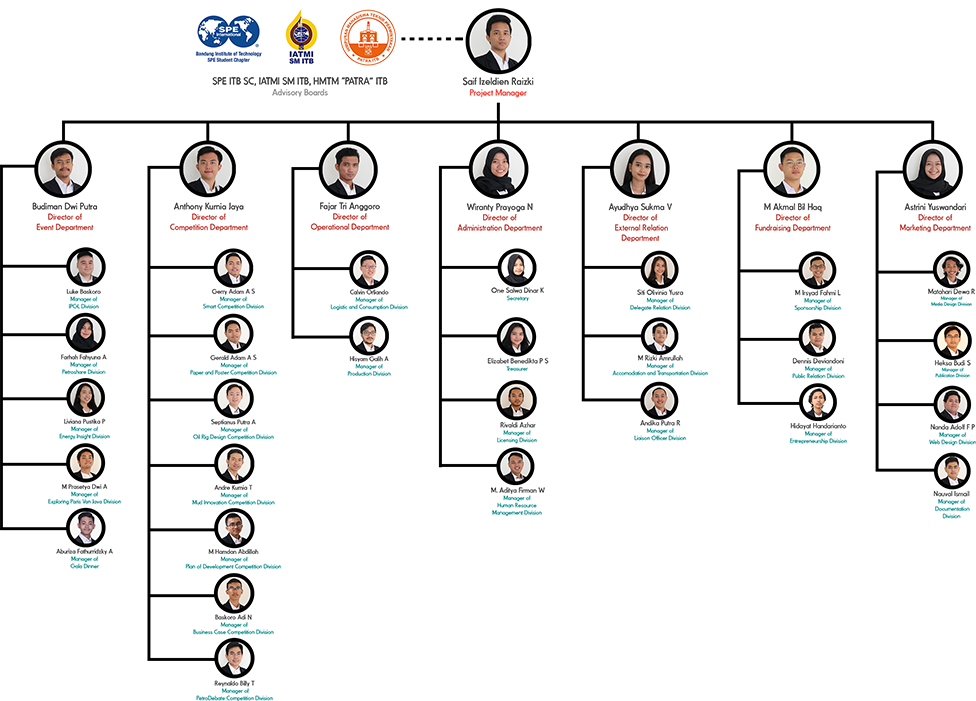 SPE
International
Bandung Institute of Technology
SPE Student Chapter
IATMI
SM ITB
HIMPUNAN MAHASISWA TEKNIK PERMINYAKAN
PATRA ITB
SPE ITB SC, IATMI SM ITB, HMTM "PATRA" ITB
Advisory Boards
Saif Izeldien Raizki
Project Manager
Budiman Dwi Putra
Director of
Event Department
Luke Baskoro
Manager of
IPOL Division
Farhah Fahyuna A
Manager of
Petroshare Division
Liviana Pustika P
Manager of
Energy Insight Division
M Prasetya Dwi A
Manager of
Exploring Paris Van Java Division
Aburiza Fathurridzky A
Manager of
Gala Dinner
Anthony Kurnia Jaya
Director of
Competition Department
Gerry Adam A S
Manager of
Smart Competition Division
Gerald Adam A S
Manager of
Paper and Poster Competition Division
Septianus Putra A
Manager of
Oil Rig Design Competition Division
Andre Kurnia T
Manager of
Mud Innovation Competition Division
M Hamdan Abdillah
Manager of
Plan of Development Competition Division
Baskoro Adi N
Manager of
Business Case Competition Division
Reynaldo Billy T
Manager of
PetroDebate Competition Division
Fajar Tri Anggoro
Director of
Operational Department
Calvin Orliando
Manager of
Logistic and Consumption Division
Hisyam Galih A
Manager of
Production Division
Wiranty Prayoga N
Director of
Administration Department
One Salwa Dinar K
Secretary
Elizabet Benedikta P S
Treasurer
Rivaldi Azhar
Manager of
Licensing Division
M. Aditya Firman W
Manager of
Human Resource
Management Division
Ayudhya Sukma V
Director of
External Relation
Department
Siti Olivinia Yusra
Manager of
Delegate Relation Division
M Rizki Amrullah
Manager of
Accomodation and Transportation Division
Andika Putra R
Manager of
Liaison Officer Division
M Akmal Bil Haq
Director of
Fundraising Department
M Irsyad Fahmi L
Manager of
Sponsorship Division
Dennis Deviandoni
Manager of
Public Relation Division
Hidayat Handarianto
Manager of
Entrepreneurship Division
Astrini Yuswandari
Director of
Marketing Department
Matahari Dewa R
Manager of
Media Design Division
Heksa Budi S
Manager of
Publication Division
Nanda Adolf F P
Manager of
Web Design Division
Nauval Ismail
Manager of
Documentation
Division